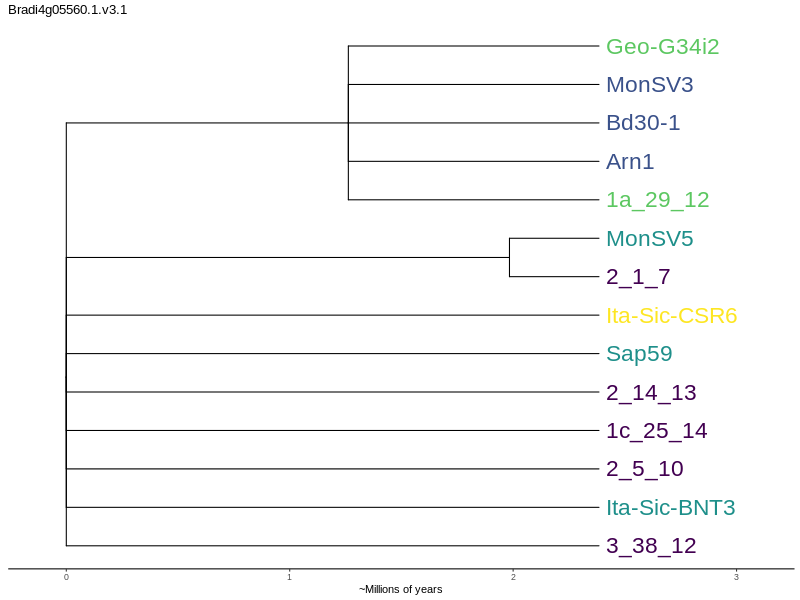 Bradi4g05560.1.v3.1
Geo-G34i2
MonSV3
Bd30-1
Arn1
1a_29_12
MonSV5
2_1_7
Ita-Sic-CSR6
Sap59
2_14_13
1c_25_14
2_5_10
Ita-Sic-BNT3
3_38_12
0 1 2 3
~Millions of years